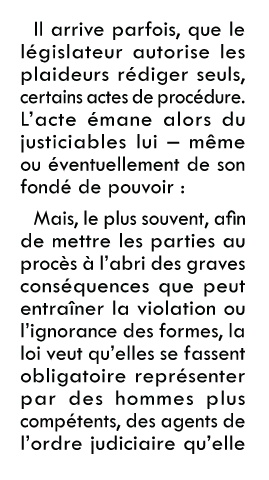 Il arrive parfois, que le
législateur autorise les
plaideurs rédiger seuls,
certains actes de procédure.
L'acte émane alors du
justiciables lui – même
ou éventuellement de son
fondé de pouvoir :
Mais, le plus souvent, afin
de mettre les parties au
procès à l'abri des graves
conséquences que peut
entraîner la violation ou
l'ignorance des formes, la
loi veut qu'elles se fassent
obligatoire représenter
par des hommes plus
compétents, des agents de
l'ordre judiciaire qu'elle